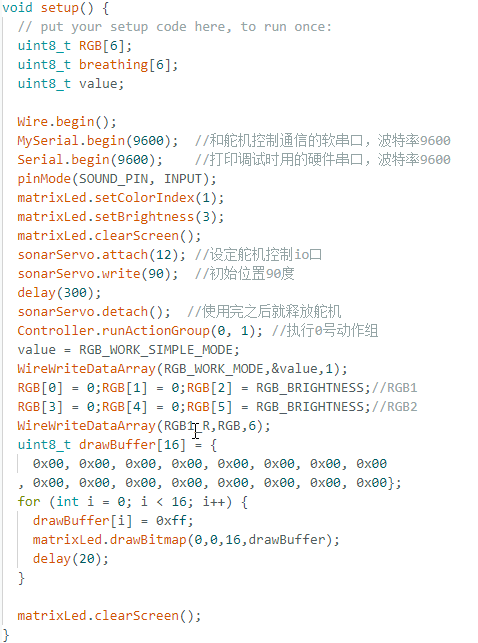 void setup() {
  // put your setup code here, to run once:
  uint8_t RGB[6];
  uint8_t breathing[6];
  uint8_t value;

  Wire.begin();
  MySerial.begin(9600);  //和舵机控制通信的软串口，波特率9600
  Serial.begin(9600);    //打印调试时用的硬件串口，波特率9600
  pinMode(SOUND_PIN, INPUT);
  matrixLed.setColorIndex(1);
  matrixLed.setBrightness(3);
  matrixLed.clearScreen();
  sonarServo.attach(12); //设定舵机控制io口
  sonarServo.write(90);  //初始位置90度
  delay(300);
  sonarServo.detach();  //使用完之后就释放舵机
  Controller.runActionGroup(0, 1); //执行0号动作组
  value = RGB_WORK_SIMPLE_MODE;
  WireWriteDataArray(RGB_WORK_MODE,&value,1);
  RGB[0] = 0;RGB[1] = 0;RGB[2] = RGB_BRIGHTNESS;//RGB1
  RGB[3] = 0;RGB[4] = 0;RGB[5] = RGB_BRIGHTNESS;//RGB2
  WireWriteDataArray(RGB1_R,RGB,6);
  uint8_t drawBuffer[16] = {
    0x00, 0x00, 0x00, 0x00, 0x00, 0x00, 0x00, 0x00
  , 0x00, 0x00, 0x00, 0x00, 0x00, 0x00, 0x00, 0x00};
  for (int i = 0; i < 16; i++) {
    drawBuffer[i] = 0xff;
    matrixLed.drawBitmap(0,0,16,drawBuffer);
    delay(20);
  }

  matrixLed.clearScreen();
}